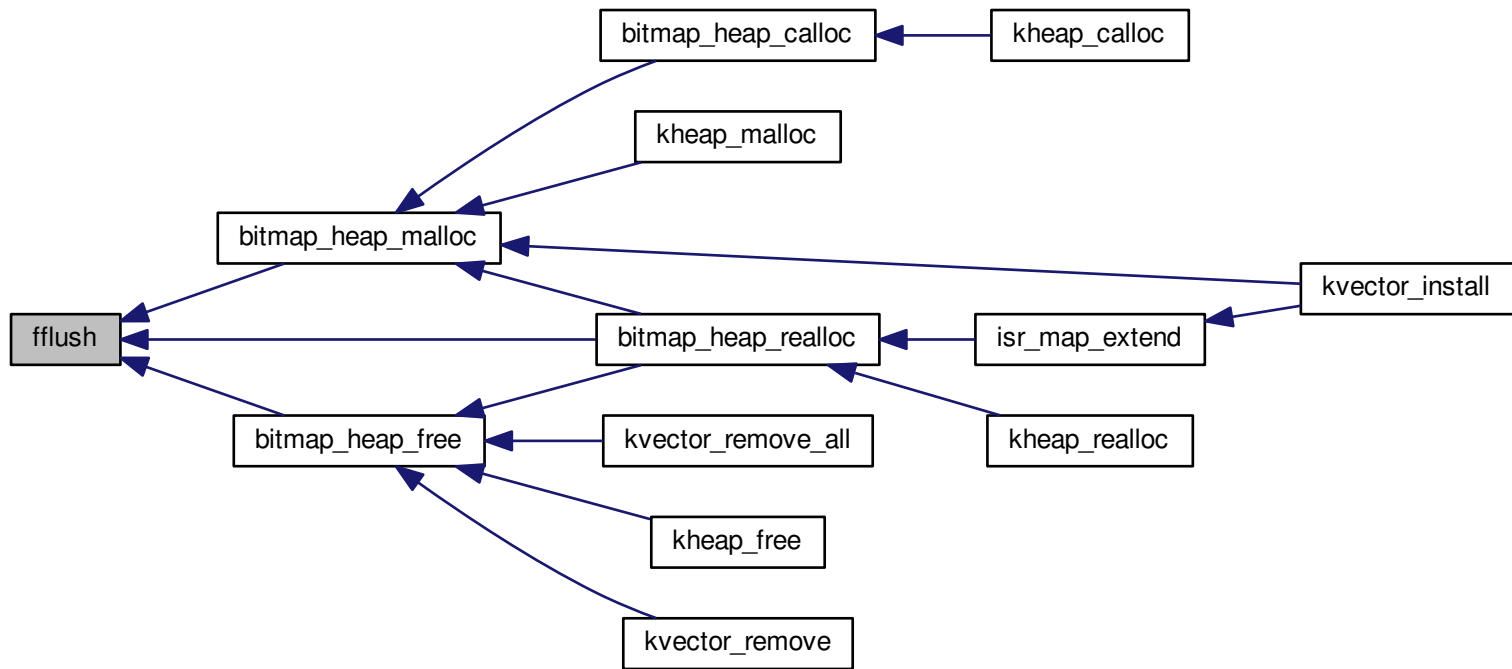 bitmap_heap_calloc
kheap_calloc
kheap_malloc
bitmap_heap_malloc
kvector_install
fflush
bitmap_heap_realloc
isr_map_extend
bitmap_heap_free
kvector_remove_all
kheap_realloc
kheap_free
kvector_remove